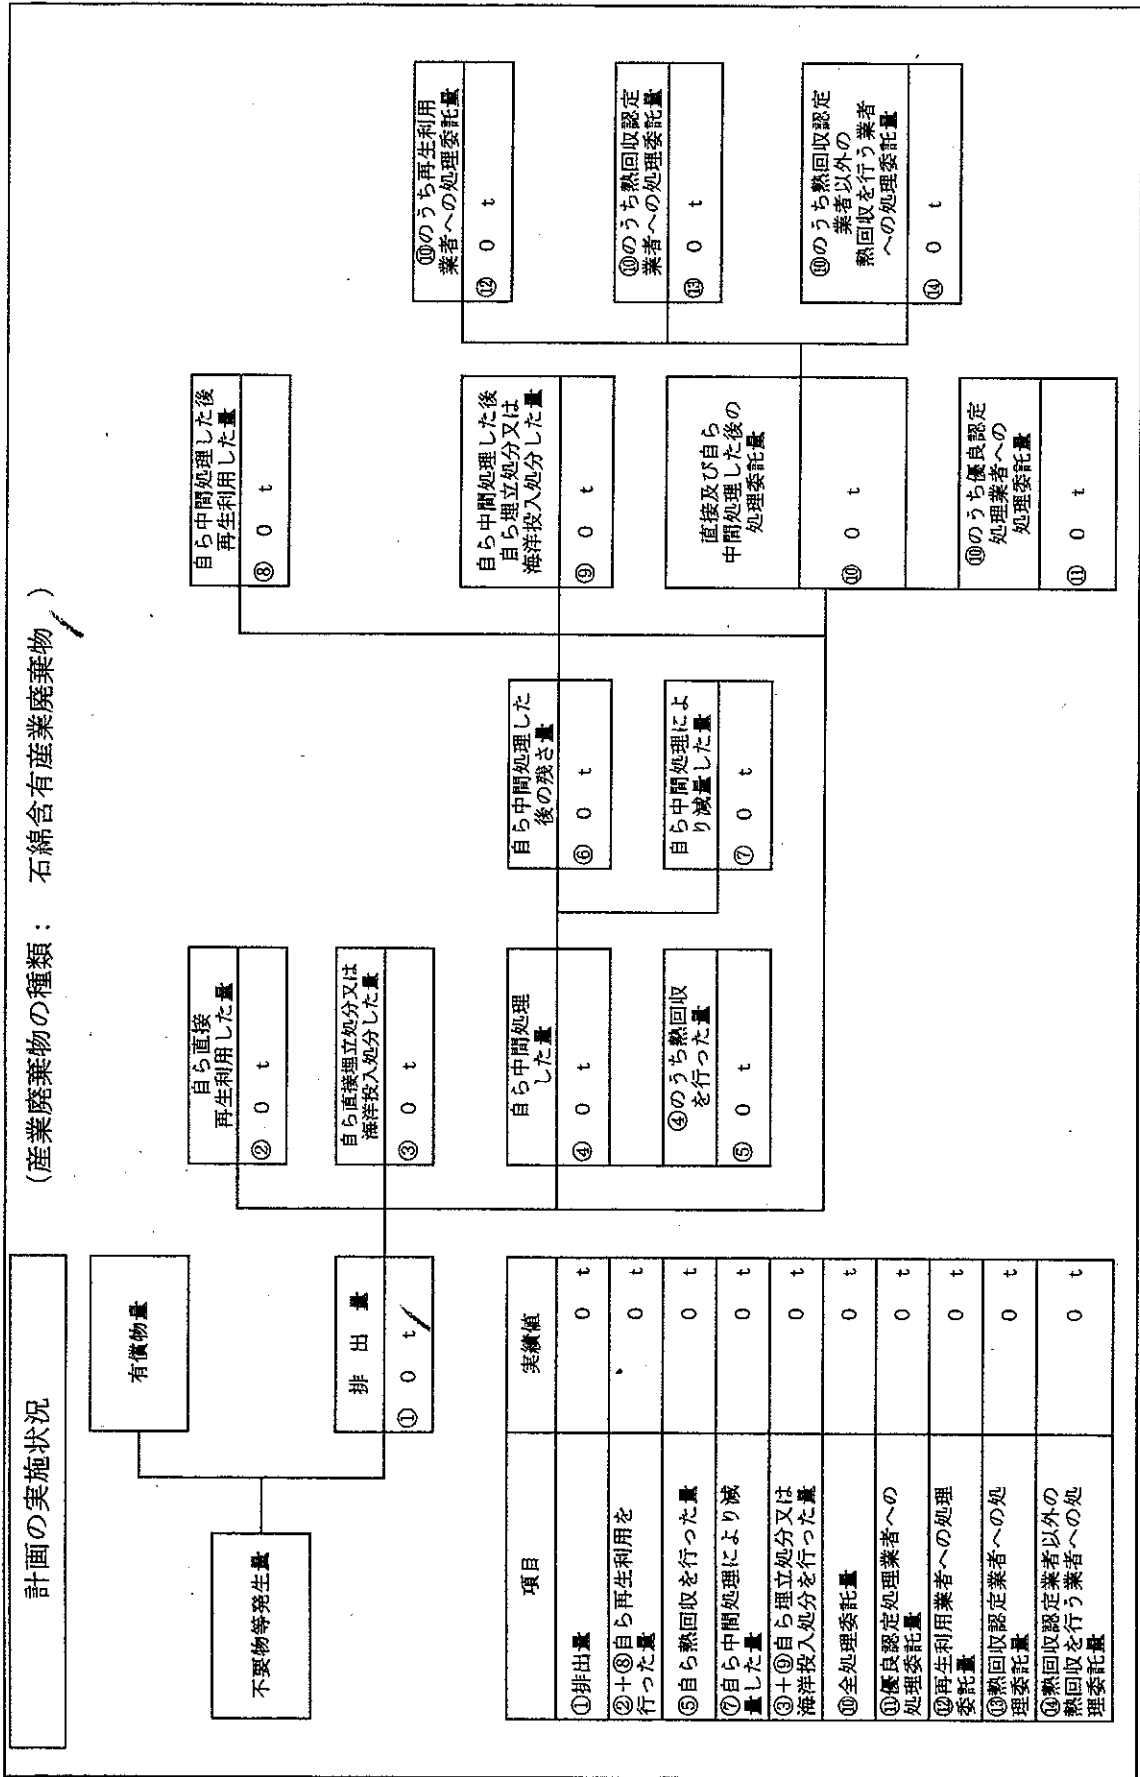 計画の実施状況
(産業廃棄物の種類: 石綿含有産業廃棄物)
不要物等発生量
有償物量
排 出 量
① 0 t
自ら直接
再生利用した量
② 0 t
自ら直接埋立処分又は
海洋投入処分した量
③ 0 t
自ら中間処理
した量
④ 0 t
④のうち熱回収
を行った量
⑤ 0 t
自ら中間処理した
後の残さ量
⑥ 0 t
自ら中間処理によ
り減量した量
⑦ 0 t
自ら中間処理した後
再生利用した量
⑧ 0 t
自ら中間処理した後
自ら埋立処分又は
海洋投入処分した量
⑨ 0 t
直接及び自ら
中間処理した後の
処理委託量
⑩ 0 t
⑩のうち優良認定
処理業者への
処理委託量
⑪ 0 t
⑩のうち再生利用
業者への処理委託量
⑫ 0 t
⑩のうち熱回収認定
業者への処理委託量
⑬ 0 t
⑩のうち熱回収認定
業者以外の
熱回収を行う業者
への処理委託量
⑭ 0 t
項目 実績値
①排出量 0 t
②+⑧自ら再生利用を
行った量 0 t
⑤自ら熱回収を行った量 0 t
⑦自ら中間処理により減
量した量 0 t
③+⑨自ら埋立処分又は
海洋投入処分を行った量 0 t
⑩全処理委託量 0 t
⑪優良認定処理業者への
処理委託量 0 t
⑫再生利用業者への処理
委託量 0 t
⑬熱回収認定業者への処
理委託量 0 t
⑭熱回収認定業者以外の
熱回収を行う業者への処
理委託量 0 t